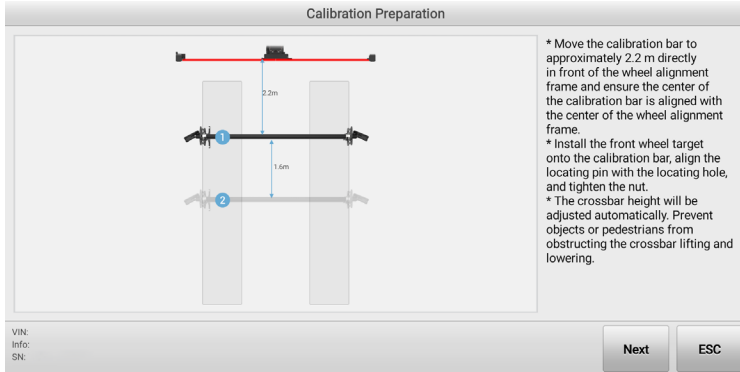 Calibration Preparation
2.2m
1
1.6m
2
* Move the calibration bar to
approximately 2.2 m directly
in front of the wheel alignment
frame and ensure the center of
the calibration bar is aligned with
the center of the wheel alignment
frame.
* Install the front wheel target
onto the calibration bar, align the
locating pin with the locating hole,
and tighten the nut.
* The crossbar height will be
adjusted automatically. Prevent
objects or pedestrians from
obstructing the crossbar lifting and
lowering.
VIN:
Info:
SN:
Next
ESC